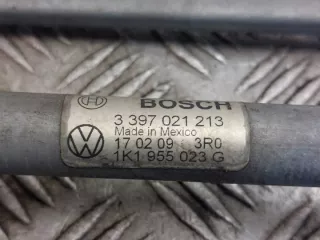 BOSCH
3 397 021 213
Made in Mexico
17 02 09 3R0
1K1 955 023 G